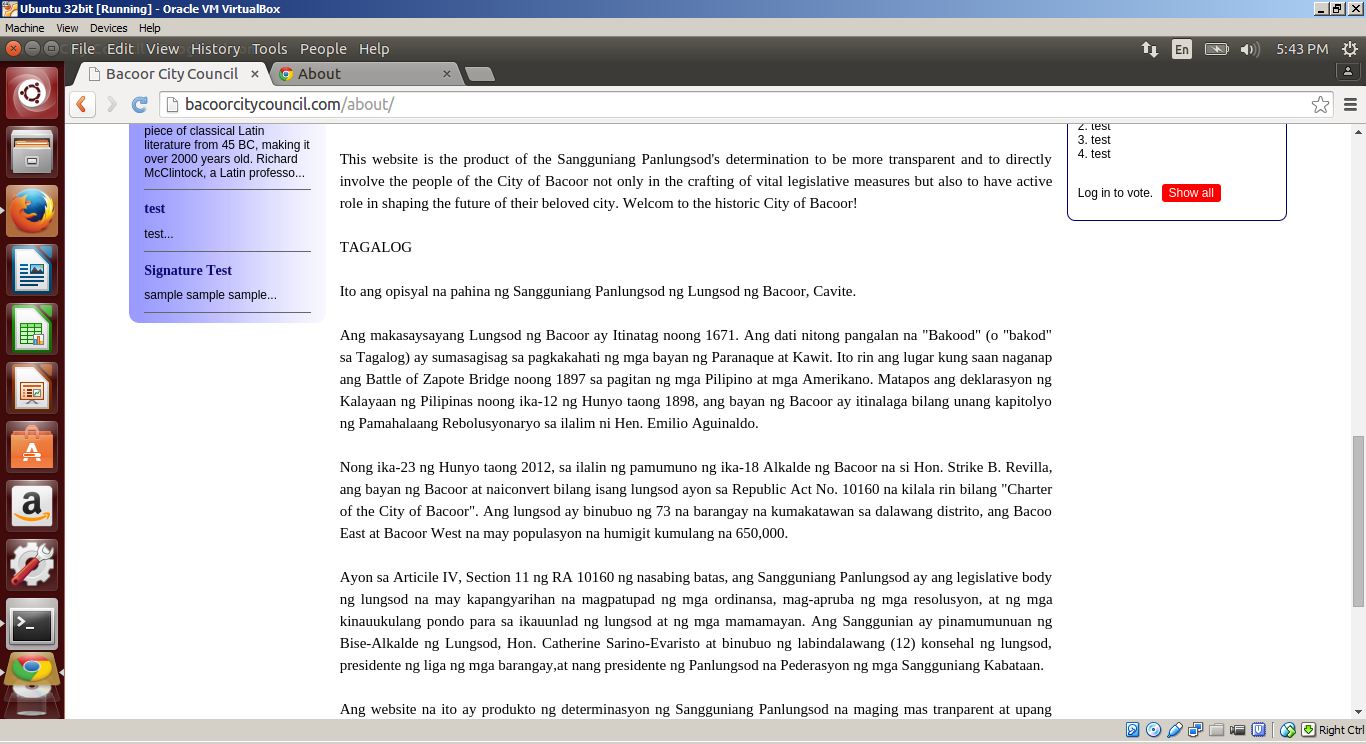 Ubuntu 32bit [Running] - Oracle VM VirtualBox
Machine View Devices Help
File Edit View History Tools People Help
En
5:43 PM
Bacoor City Council
About
bacoorcitycouncil.com/about/
piece of classical Latin
literature from 45 BC, making it
over 2000 years old. Richard
McClintock, a Latin professo...
test
test...
Signature Test
sample sample sample...
This website is the product of the Sangguniang Panlungsod's determination to be more transparent and to directly
involve the people of the City of Bacoor not only in the crafting of vital legislative measures but also to have active
role in shaping the future of their beloved city. Welcom to the historic City of Bacoor!
TAGALOG
Ito ang opisyal na pahina ng Sangguniang Panlungsod ng Lungsod ng Bacoor, Cavite.
Ang makasaysayang Lungsod ng Bacoor ay Itinatag noong 1671. Ang dati nitong pangalan na "Bakood" (o "bakod"
sa Tagalog) ay sumasagisag sa pagkakahati ng mga bayan ng Paranaque at Kawit. Ito rin ang lugar kung saan naganap
ang Battle of Zapote Bridge noong 1897 sa pagitan ng mga Pilipino at mga Amerikano. Matapos ang deklarasyon ng
Kalayaan ng Pilipinas noong ika-12 ng Hunyo taong 1898, ang bayan ng Bacoor ay itinalaga bilang unang kapitolyo
ng Pamahalaang Rebolusyonaryo sa ilalim ni Hen. Emilio Aguinaldo.
Nong ika-23 ng Hunyo taong 2012, sa ilalin ng pamumuno ng ika-18 Alkalde ng Bacoor na si Hon. Strike B. Revilla,
ang bayan ng Bacoor at naiconvert bilang isang lungsod ayon sa Republic Act No. 10160 na kilala rin bilang "Charter
of the City of Bacoor". Ang lungsod ay binubuo ng 73 na barangay na kumakatawan sa dalawang distrito, ang Bacoo
East at Bacoor West na may populasyon na humigit kumulang na 650,000.
Ayon sa Articile IV, Section 11 ng RA 10160 ng nasabing batas, ang Sangguniang Panlungsod ay ang legislative body
ng lungsod na may kapangyarihan na magpatupad ng mga ordinansa, mag-apruba ng mga resolusyon, at ng mga
kinauukulang pondo para sa ikauunlad ng lungsod at ng mga mamamayan. Ang Sanggunian ay pinamumunuan ng
Bise-Alkalde ng Lungsod, Hon. Catherine Sarino-Evaristo at binubuo ng labindalawang (12) konsehal ng lungsod,
presidente ng liga ng mga barangay,at nang presidente ng Panlungsod na Pederasyon ng mga Sangguniang Kabataan.
Ang website na ito ay produkto ng determinasyon ng Sangguniang Panlungsod na maging mas tranparent at upang
2. test
3. test
4. test
Log in to vote. Show all
Right Ctrl